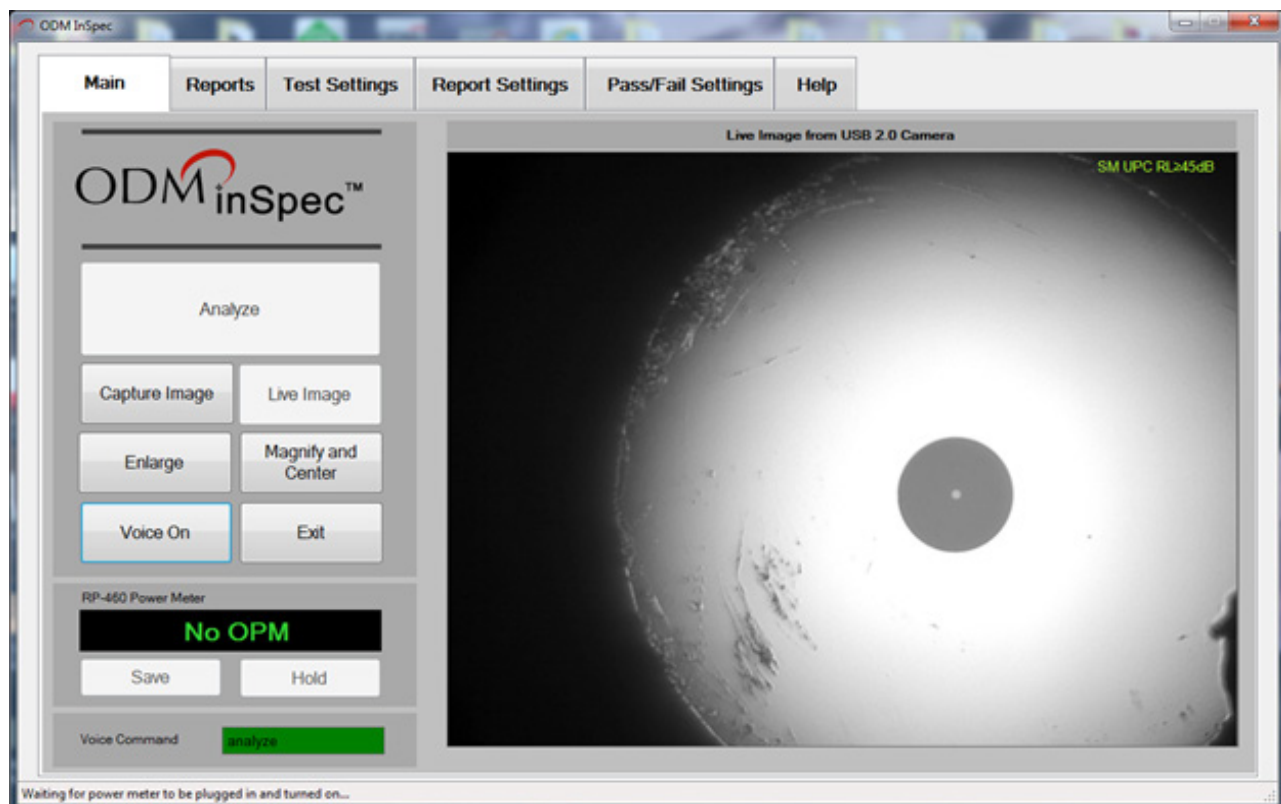 ODM InSpec
Main
Reports
Test Settings
Report Settings
Pass/Fail Settings
Help
ODM inSpec™
Analyze
Capture Image
Live Image
Enlarge
Magnify and
Center
Voice On
Exit
RP-460 Power Meter
No OPM
Save
Hold
Voice Command
analyze
Live Image from USB 2.0 Camera
SM UPC RL≥45dB
Waiting for power meter to be plugged in and turned on...